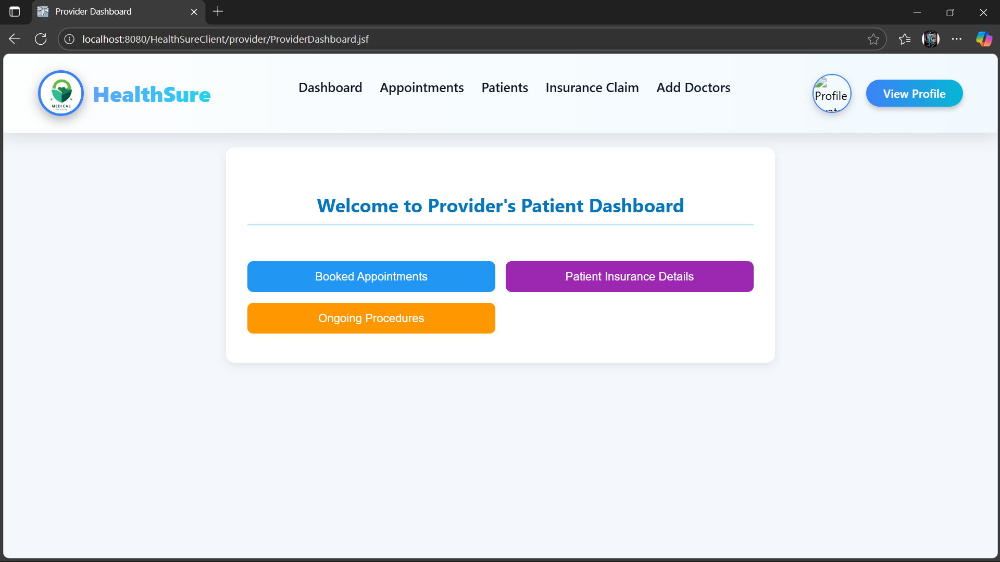 Provider Dashboard
localhost:8080/HealthSureClient/provider/ProviderDashboard.jsf
MEDICAL
HealthSure
Dashboard Appointments Patients Insurance Claim Add Doctors
Profile
View Profile
Welcome to Provider's Patient Dashboard
Booked Appointments Patient Insurance Details
Ongoing Procedures